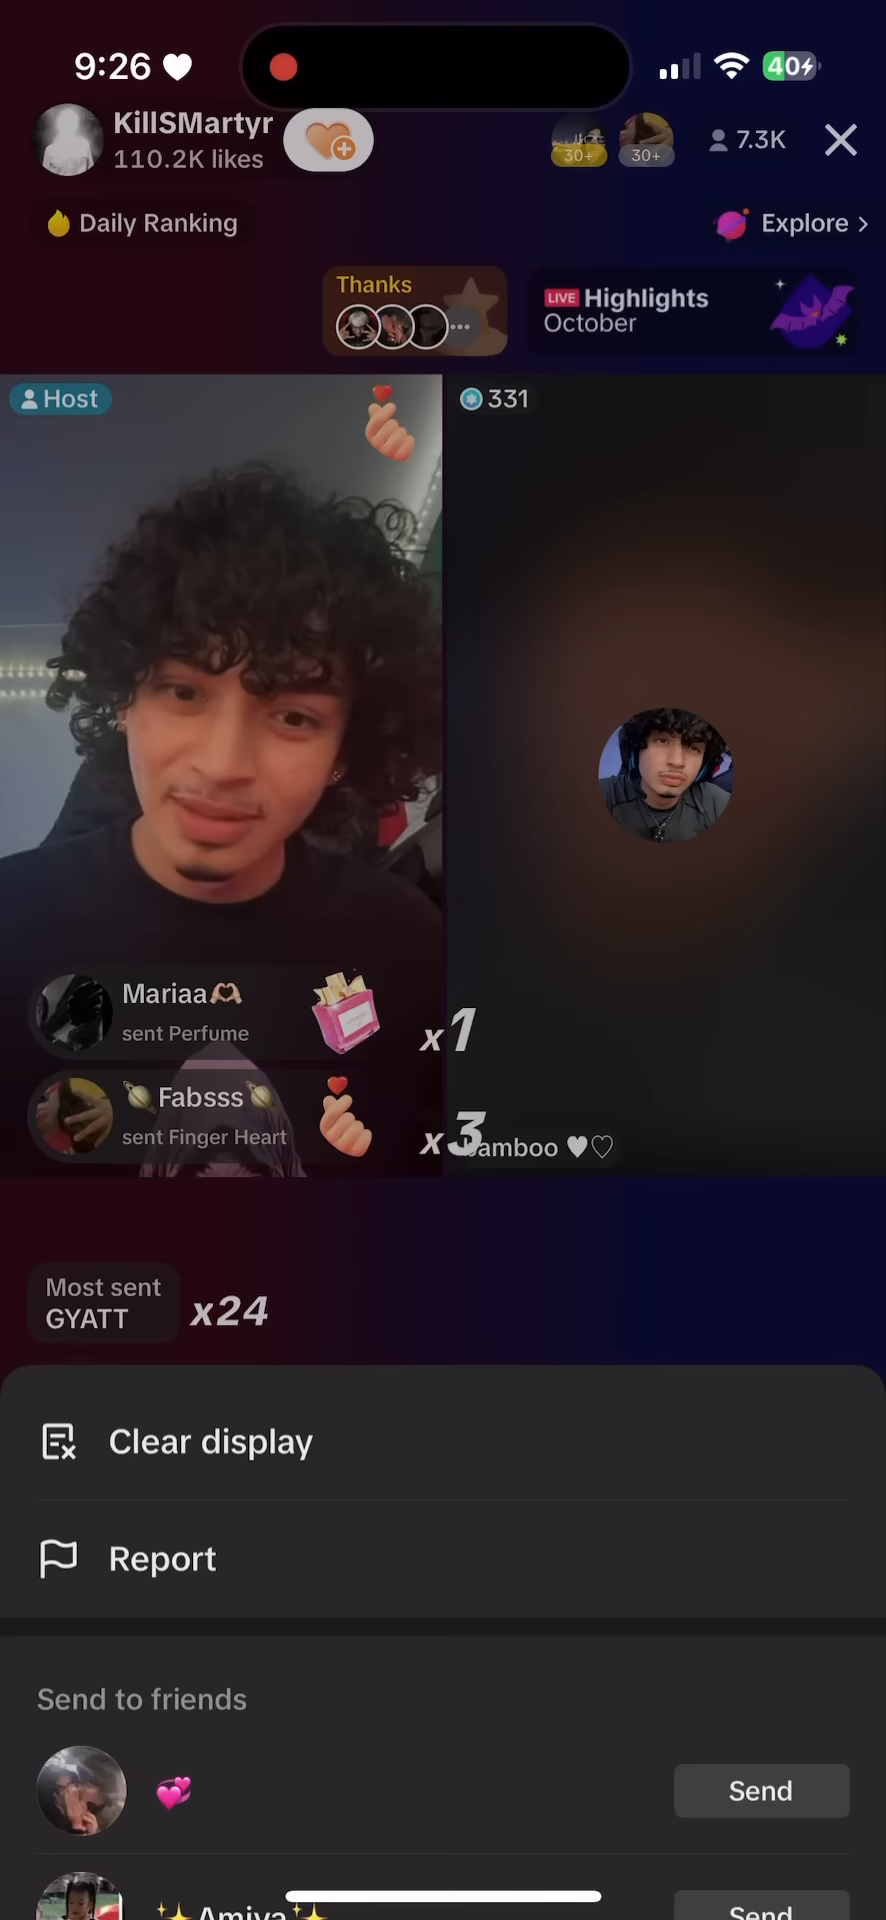 9:26
40
KillSMartyr
110.2K likes
30+
30+
7.3K
Daily Ranking
Explore >
Thanks
LIVE Highlights
October
Host
331
Mariaa
sent Perfume
x1
Fabsss
sent Finger Heart
x3
bamboo ♥♡
Most sent
GYATT
x24
Clear display
Report
Send to friends
💞
Send
✨Amiya✨
Send